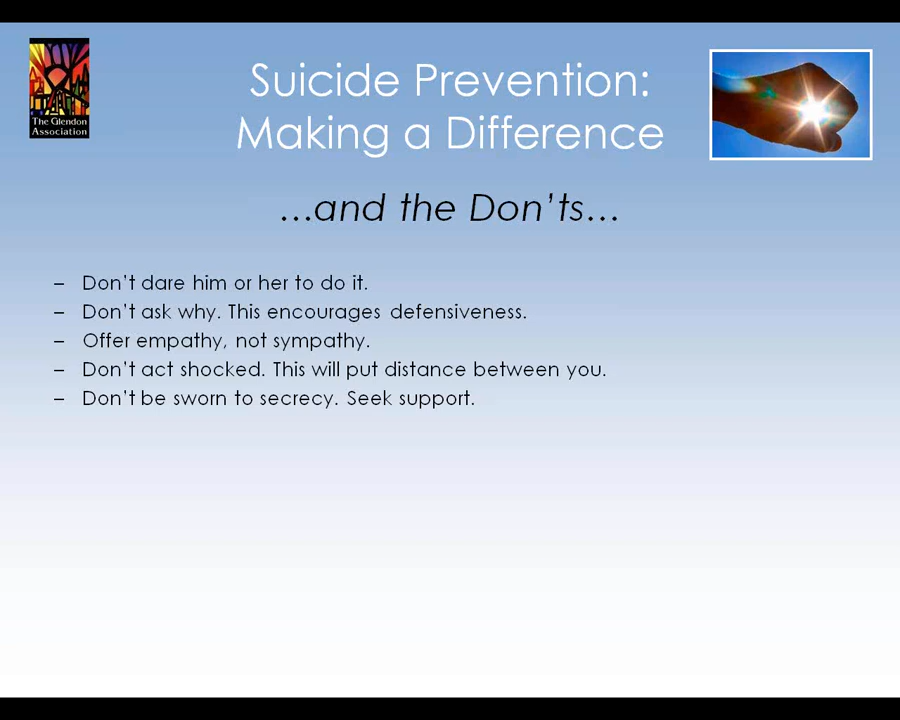 The Glendon
Association
Suicide Prevention:
Making a Difference
...and the Don'ts...
– Don't dare him or her to do it.
– Don't ask why. This encourages defensiveness.
– Offer empathy, not sympathy.
– Don't act shocked. This will put distance between you.
– Don't be sworn to secrecy. Seek support.